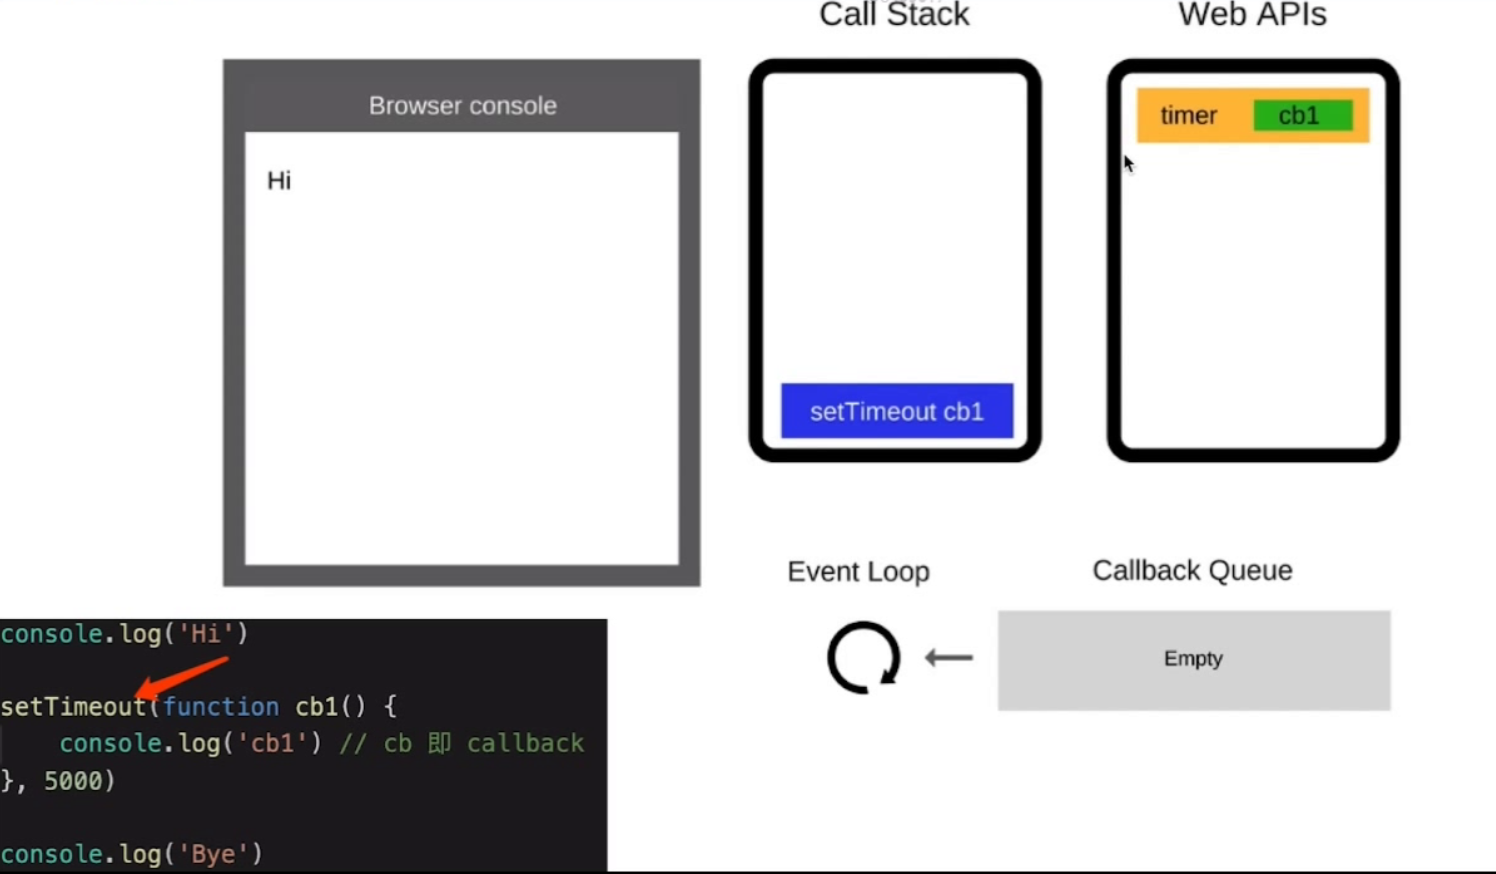 Call Stack
Web APIs
Browser console
Hi
timer
cb1
setTimeout cb1
Event Loop
Callback Queue
Empty
console.log('Hi')
setTimeout(function cb1() {
    console.log('cb1') // cb 即 callback
}, 5000)
console.log('Bye')